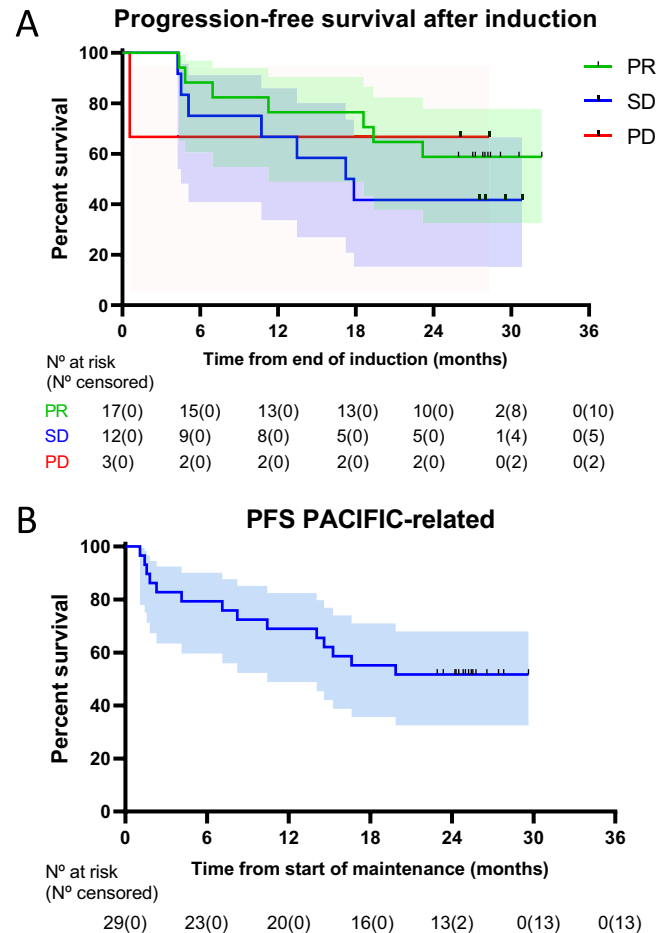 A
Progression-free survival after induction
100
80
60
40
20
0
Percent survival
0 6 12 18 24 30 36
Time from end of induction (months)
PR
SD
PD
Nº at risk
(Nº censored)
PR 17(0) 15(0) 13(0) 13(0) 10(0) 2(8) 0(10)
SD 12(0) 9(0) 8(0) 5(0) 5(0) 1(4) 0(5)
PD 3(0) 2(0) 2(0) 2(0) 2(0) 0(2) 0(2)
B
PFS PACIFIC-related
100
80
60
40
20
0
Percent survival
0 6 12 18 24 30 36
Time from start of maintenance (months)
Nº at risk
(Nº censored)
29(0) 23(0) 20(0) 16(0) 13(2) 0(13) 0(13)